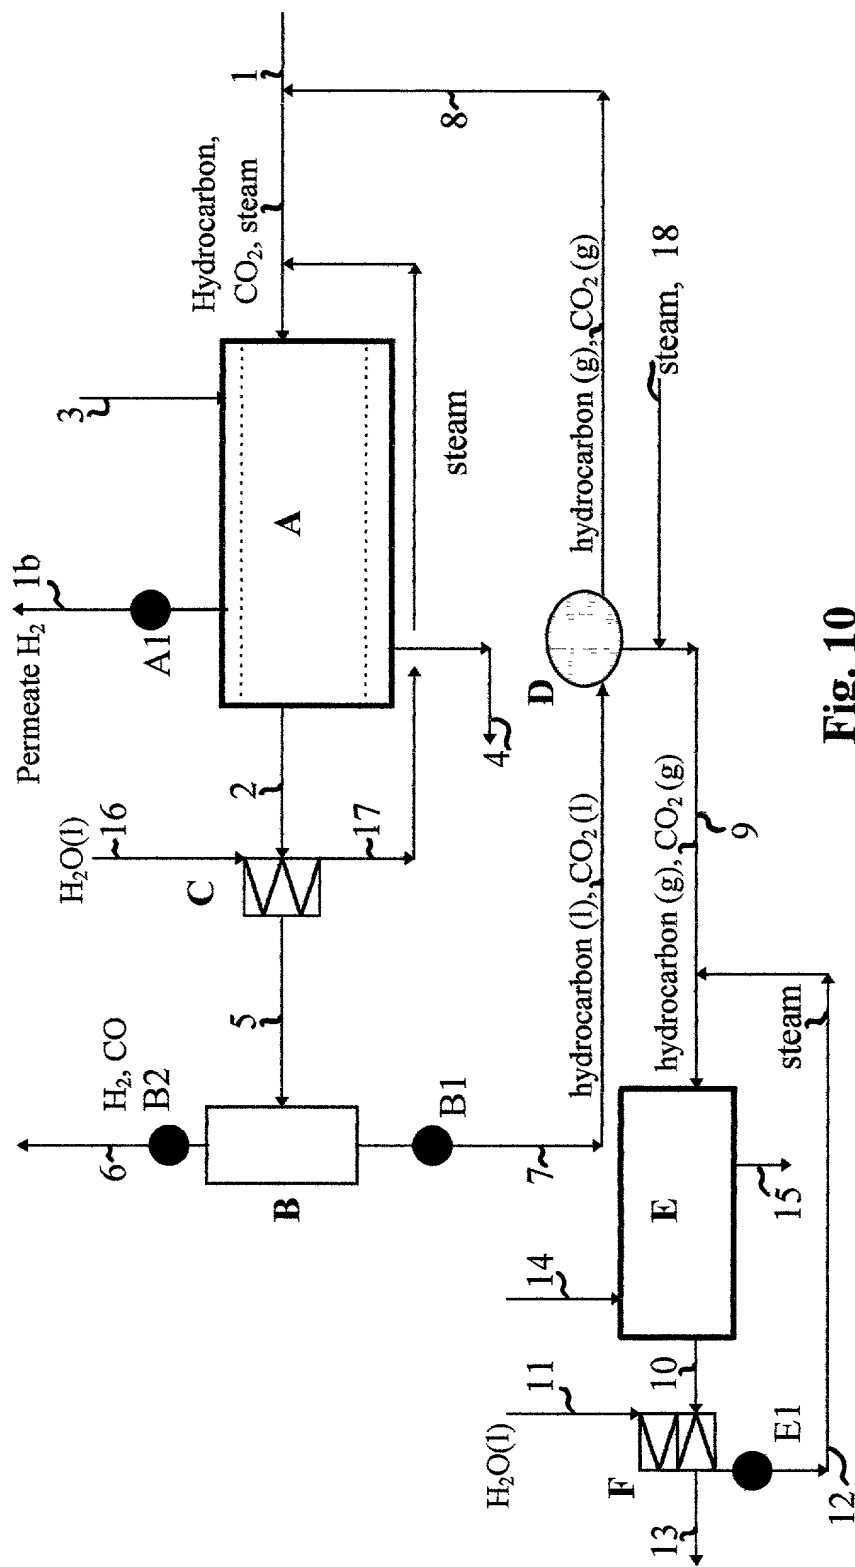 1
Hydrocarbon,
CO₂, steam
3
Permeate H₂
1b
A1
A
2
H₂O(l)
16
C
17
steam
4
5
H₂, CO
B2
6
B
B1
7
8
hydrocarbon (l), CO₂ (l)
D
hydrocarbon (g), CO₂ (g)
steam, 18
hydrocarbon (g), CO₂ (g)
9
E
14
15
steam
10
H₂O(l)
11
F
E1
12
13
Fig. 10